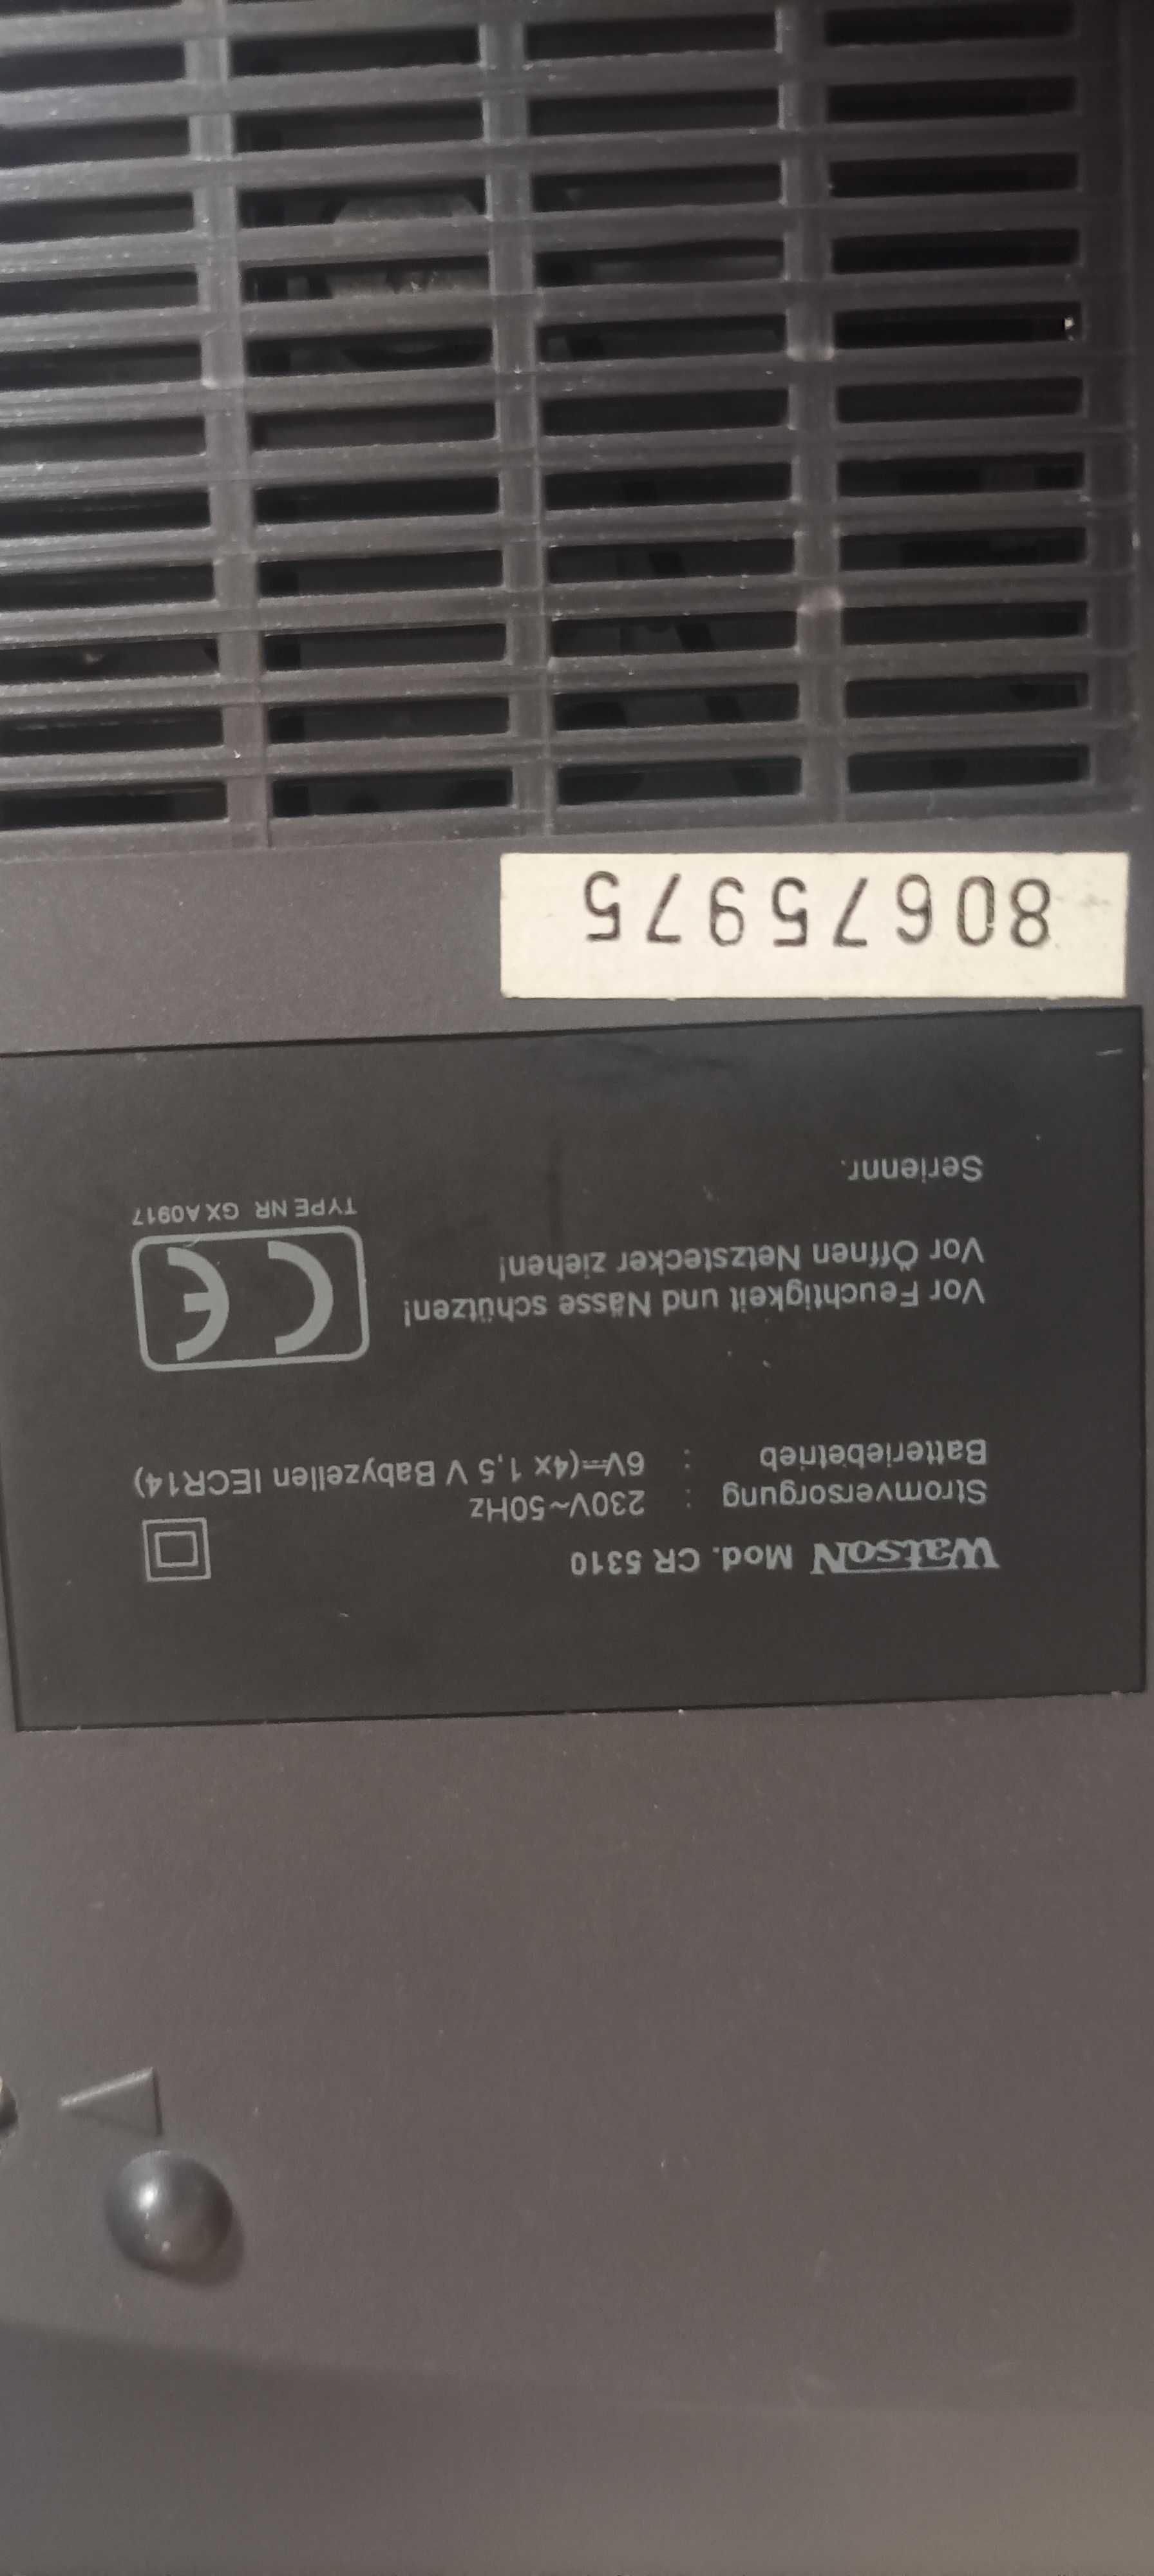 WatsoN Mod. CR 5310
Stromversorgung : 230V~50Hz
Batteriebetrieb : 6V⎓(4x 1,5 V Babyzellen IECR14)
Vor Feuchtigkeit und Nässe schützen!
Vor Öffnen Netzstecker ziehen!
CE
TYPE NR GX A0917
Seriennr.
80675975